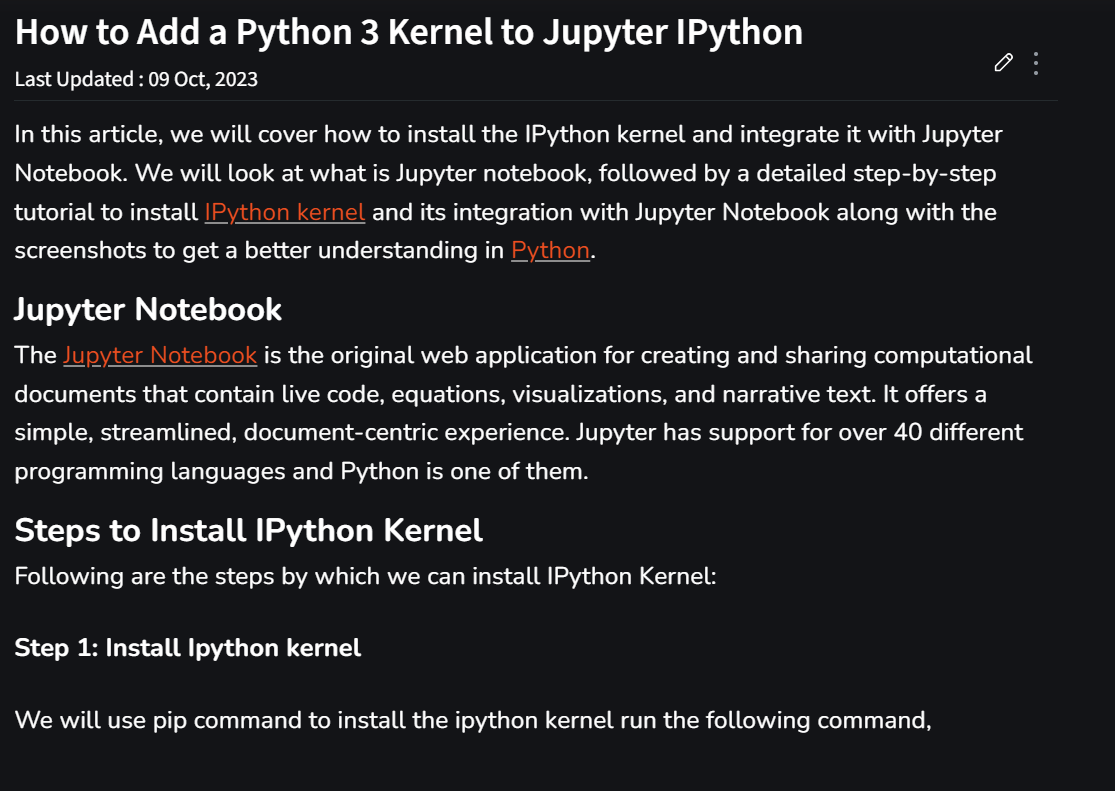 How to Add a Python 3 Kernel to Jupyter IPython
Last Updated : 09 Oct, 2023
In this article, we will cover how to install the IPython kernel and integrate it with Jupyter
Notebook. We will look at what is Jupyter notebook, followed by a detailed step-by-step
tutorial to install IPython kernel and its integration with Jupyter Notebook along with the
screenshots to get a better understanding in Python.
Jupyter Notebook
The Jupyter Notebook is the original web application for creating and sharing computational
documents that contain live code, equations, visualizations, and narrative text. It offers a
simple, streamlined, document-centric experience. Jupyter has support for over 40 different
programming languages and Python is one of them.
Steps to Install IPython Kernel
Following are the steps by which we can install IPython Kernel:
Step 1: Install Ipython kernel
We will use pip command to install the ipython kernel run the following command,